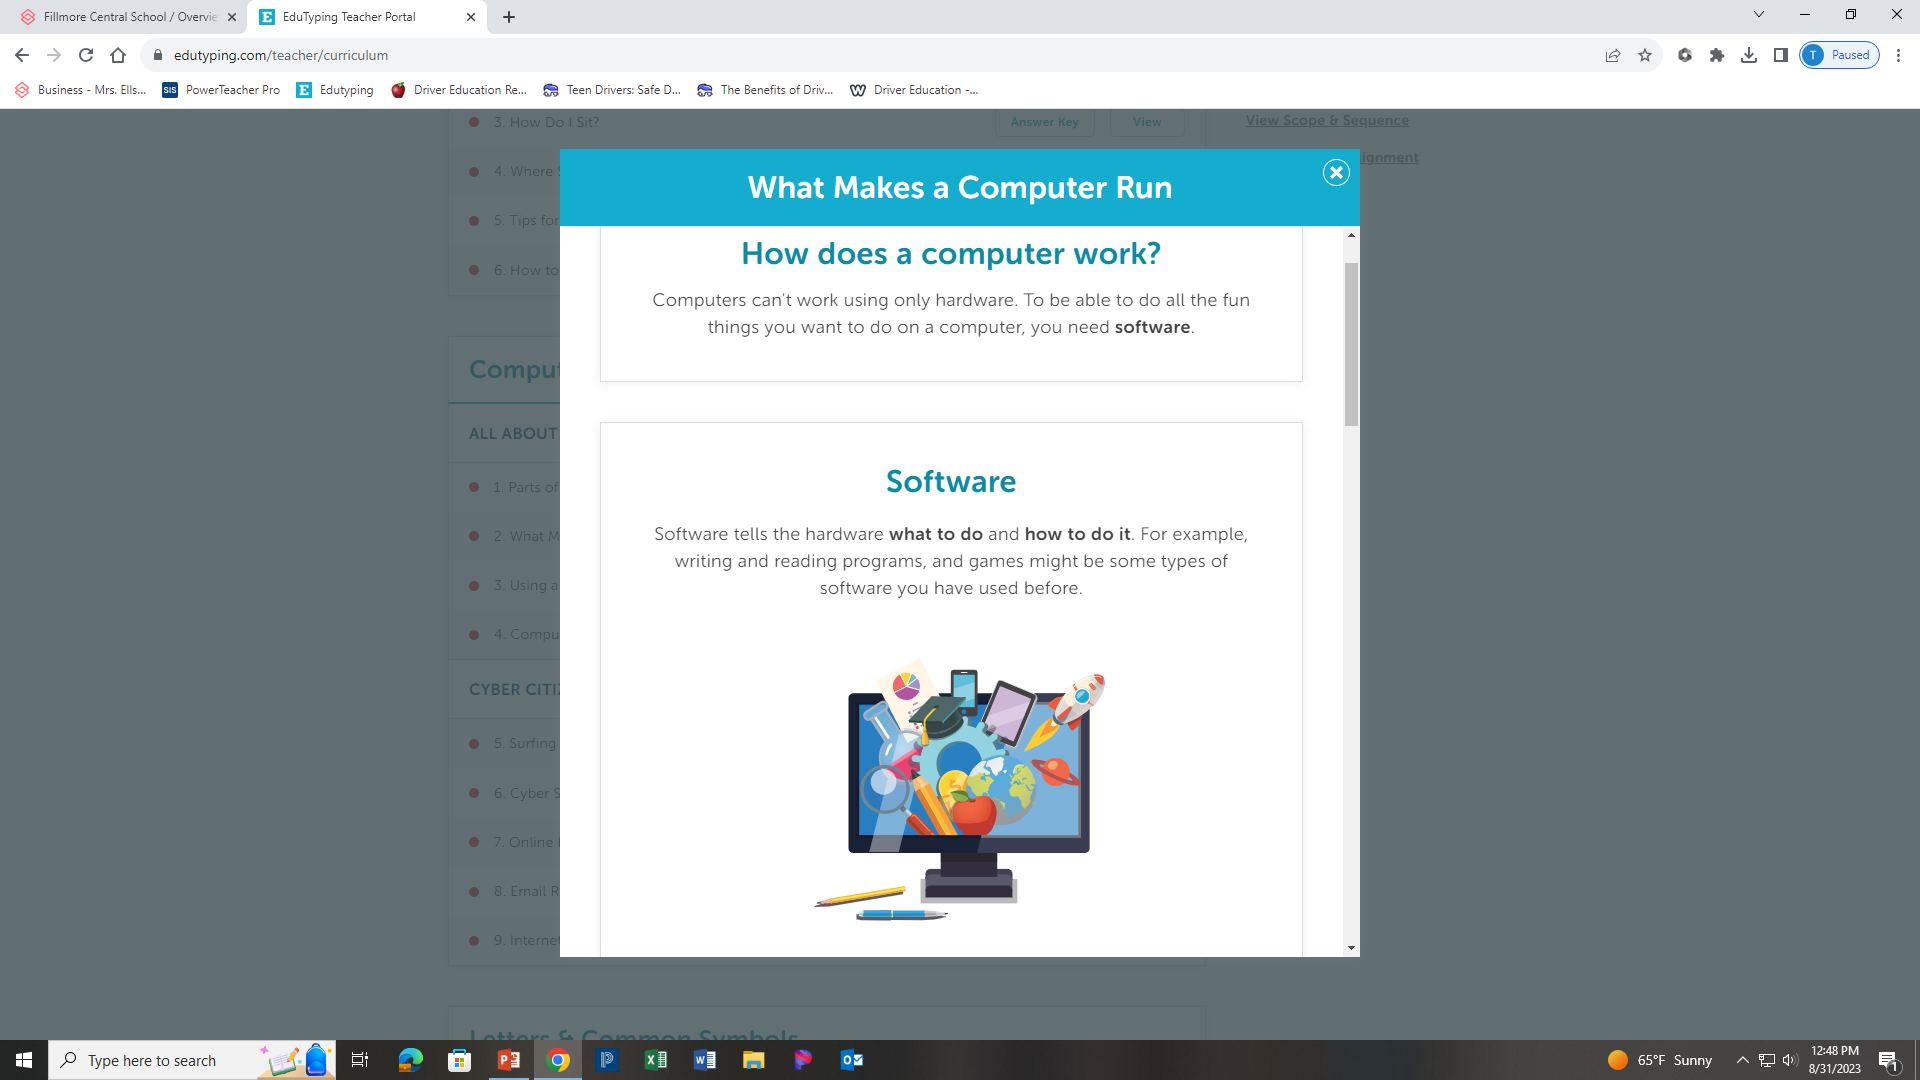 Fillmore Central School / Overvie
EduTyping Teacher Portal
edutyping.com/teacher/curriculum
T Paused
Business - Mrs. Ells...
SIS PowerTeacher Pro
E Edutyping
Driver Education Re...
Teen Drivers: Safe D...
The Benefits of Driv...
W Driver Education -...
3. How Do I Sit?
Answer Key
View
View Scope & Sequence
4. Where
ignment
5. Tips for
6. How to
What Makes a Computer Run
How does a computer work?
Computers can't work using only hardware. To be able to do all the fun
things you want to do on a computer, you need software.
Comput
ALL ABOUT
1. Parts of
2. What M
3. Using a
4. Compu
Software
Software tells the hardware what to do and how to do it. For example,
writing and reading programs, and games might be some types of
software you have used before.
CYBER CITI
5. Surfing
6. Cyber S
7. Online
8. Email R
9. Internet
Letters & Common Symbols
Type here to search
65°F Sunny
12:48 PM
8/31/2023
1